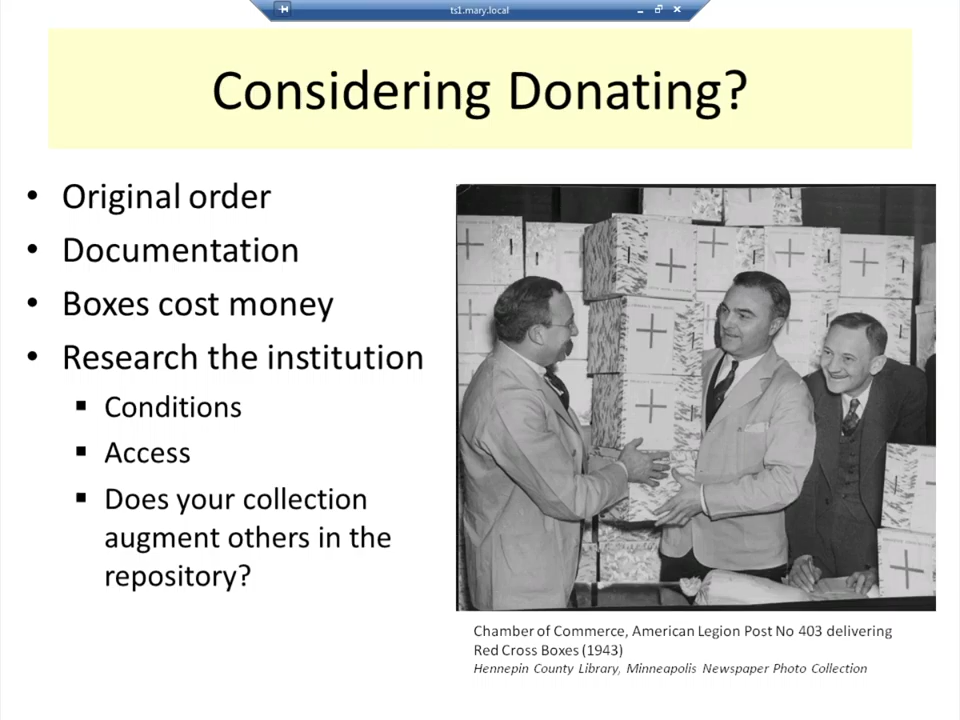 ts1.mary.local
Considering Donating?
• Original order
• Documentation
• Boxes cost money
• Research the institution
▪ Conditions
▪ Access
▪ Does your collection
augment others in the
repository?
Chamber of Commerce, American Legion Post No 403 delivering
Red Cross Boxes (1943)
Hennepin County Library, Minneapolis Newspaper Photo Collection